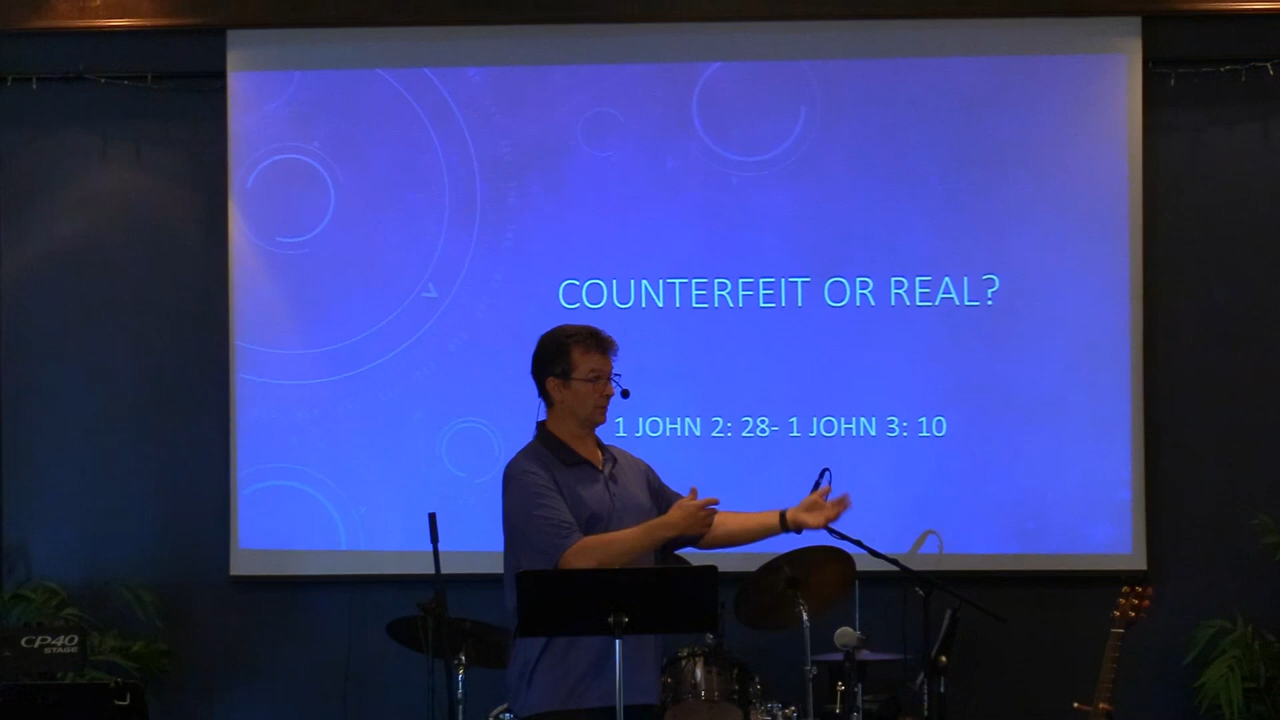 COUNTERFEIT OR REAL?
1 JOHN 2: 28- 1 JOHN 3: 10
CP40
STAGE